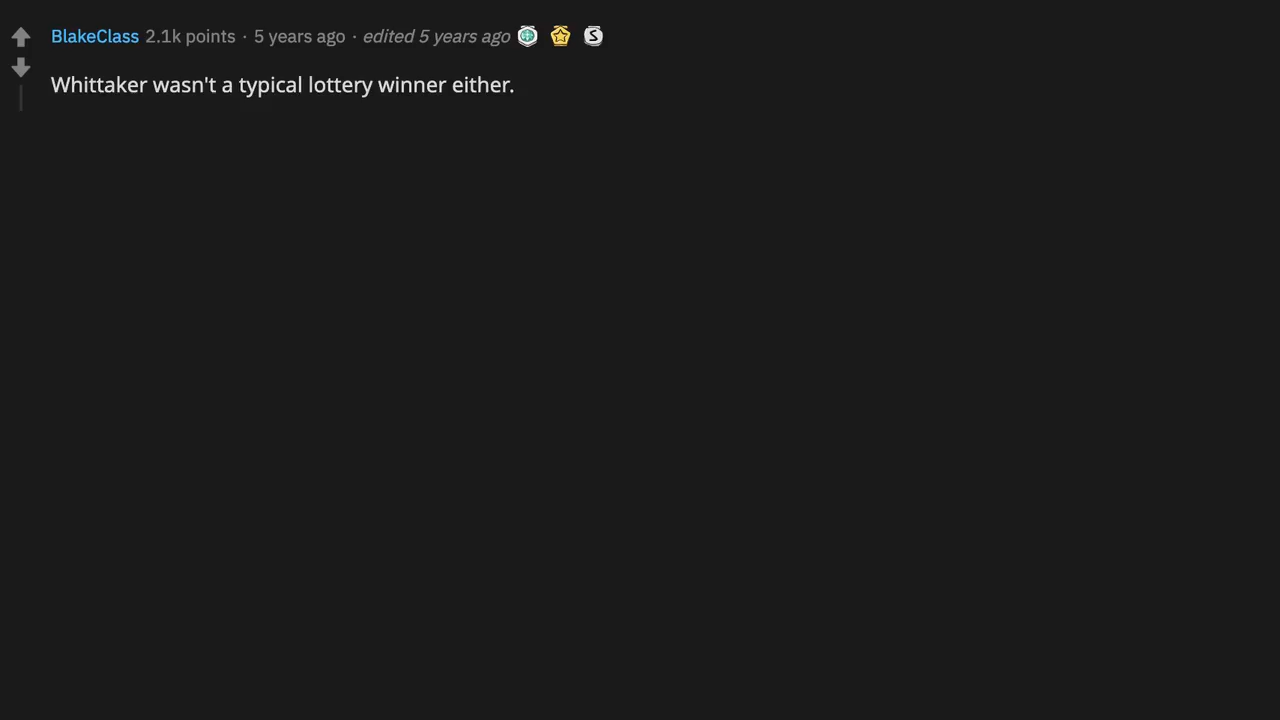 BlakeClass 2.1k points · 5 years ago · edited 5 years ago
Whittaker wasn't a typical lottery winner either.